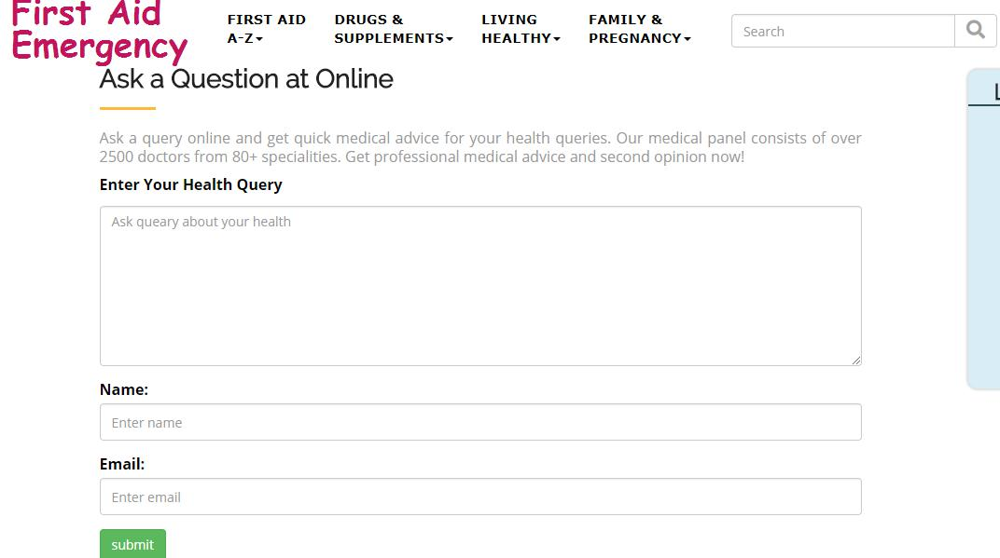 First Aid
Emergency
FIRST AID
A-Z
DRUGS &
SUPPLEMENTS
LIVING
HEALTHY
FAMILY &
PREGNANCY
Search
Ask a Question at Online
Ask a query online and get quick medical advice for your health queries. Our medical panel consists of over
2500 doctors from 80+ specialities. Get professional medical advice and second opinion now!
Enter Your Health Query
Ask queary about your health
Name:
Enter name
Email:
Enter email
submit